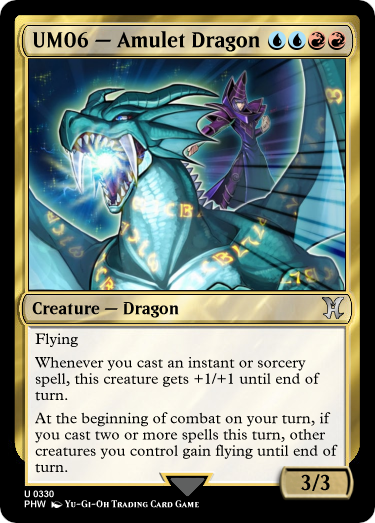 UM06 — Amulet Dragon
Creature — Dragon
Flying
Whenever you cast an instant or sorcery
spell, this creature gets +1/+1 until end of
turn.
At the beginning of combat on your turn, if
you cast two or more spells this turn, other
creatures you control gain flying until end of
turn.
3/3
U 0330
PHW Yu-Gi-Oh Trading Card Game